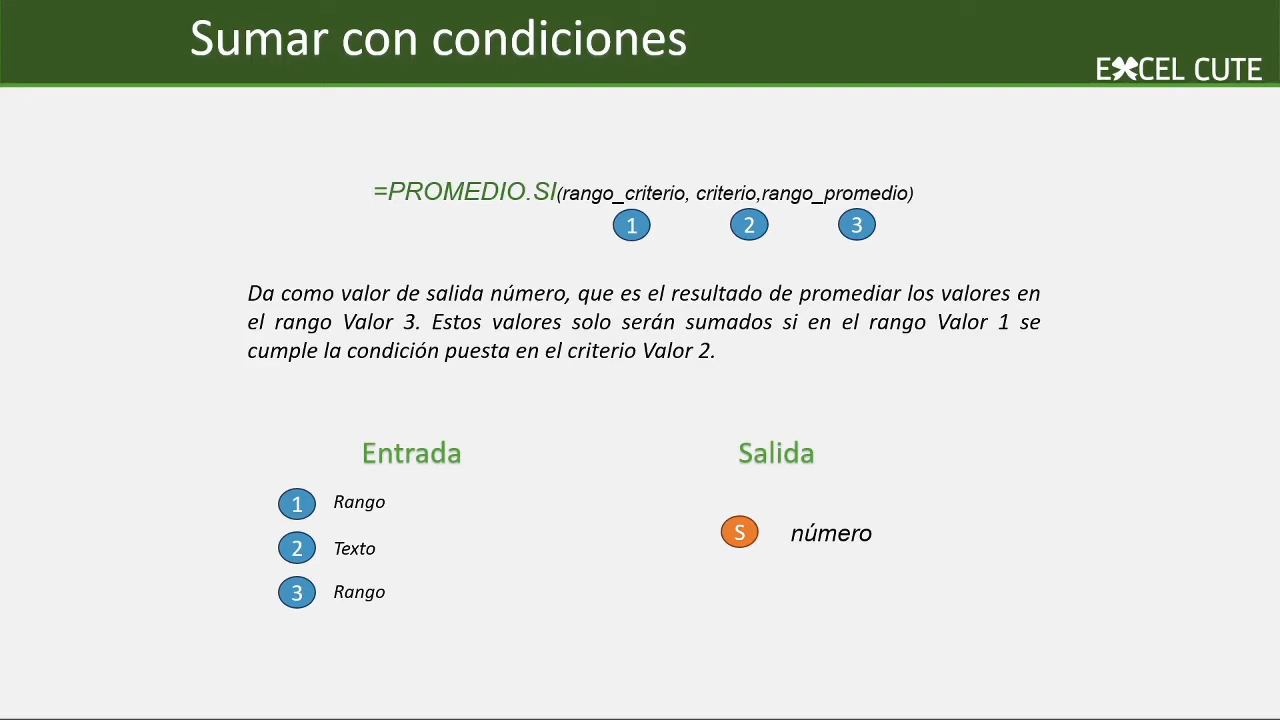 Sumar con condiciones
EXCEL CUTE
=PROMEDIO.SI(rango_criterio, criterio,rango_promedio)
1 2 3
Da como valor de salida número, que es el resultado de promediar los valores en
el rango Valor 3. Estos valores solo serán sumados si en el rango Valor 1 se
cumple la condición puesta en el criterio Valor 2.
Entrada
1 Rango
2 Texto
3 Rango
Salida
S número